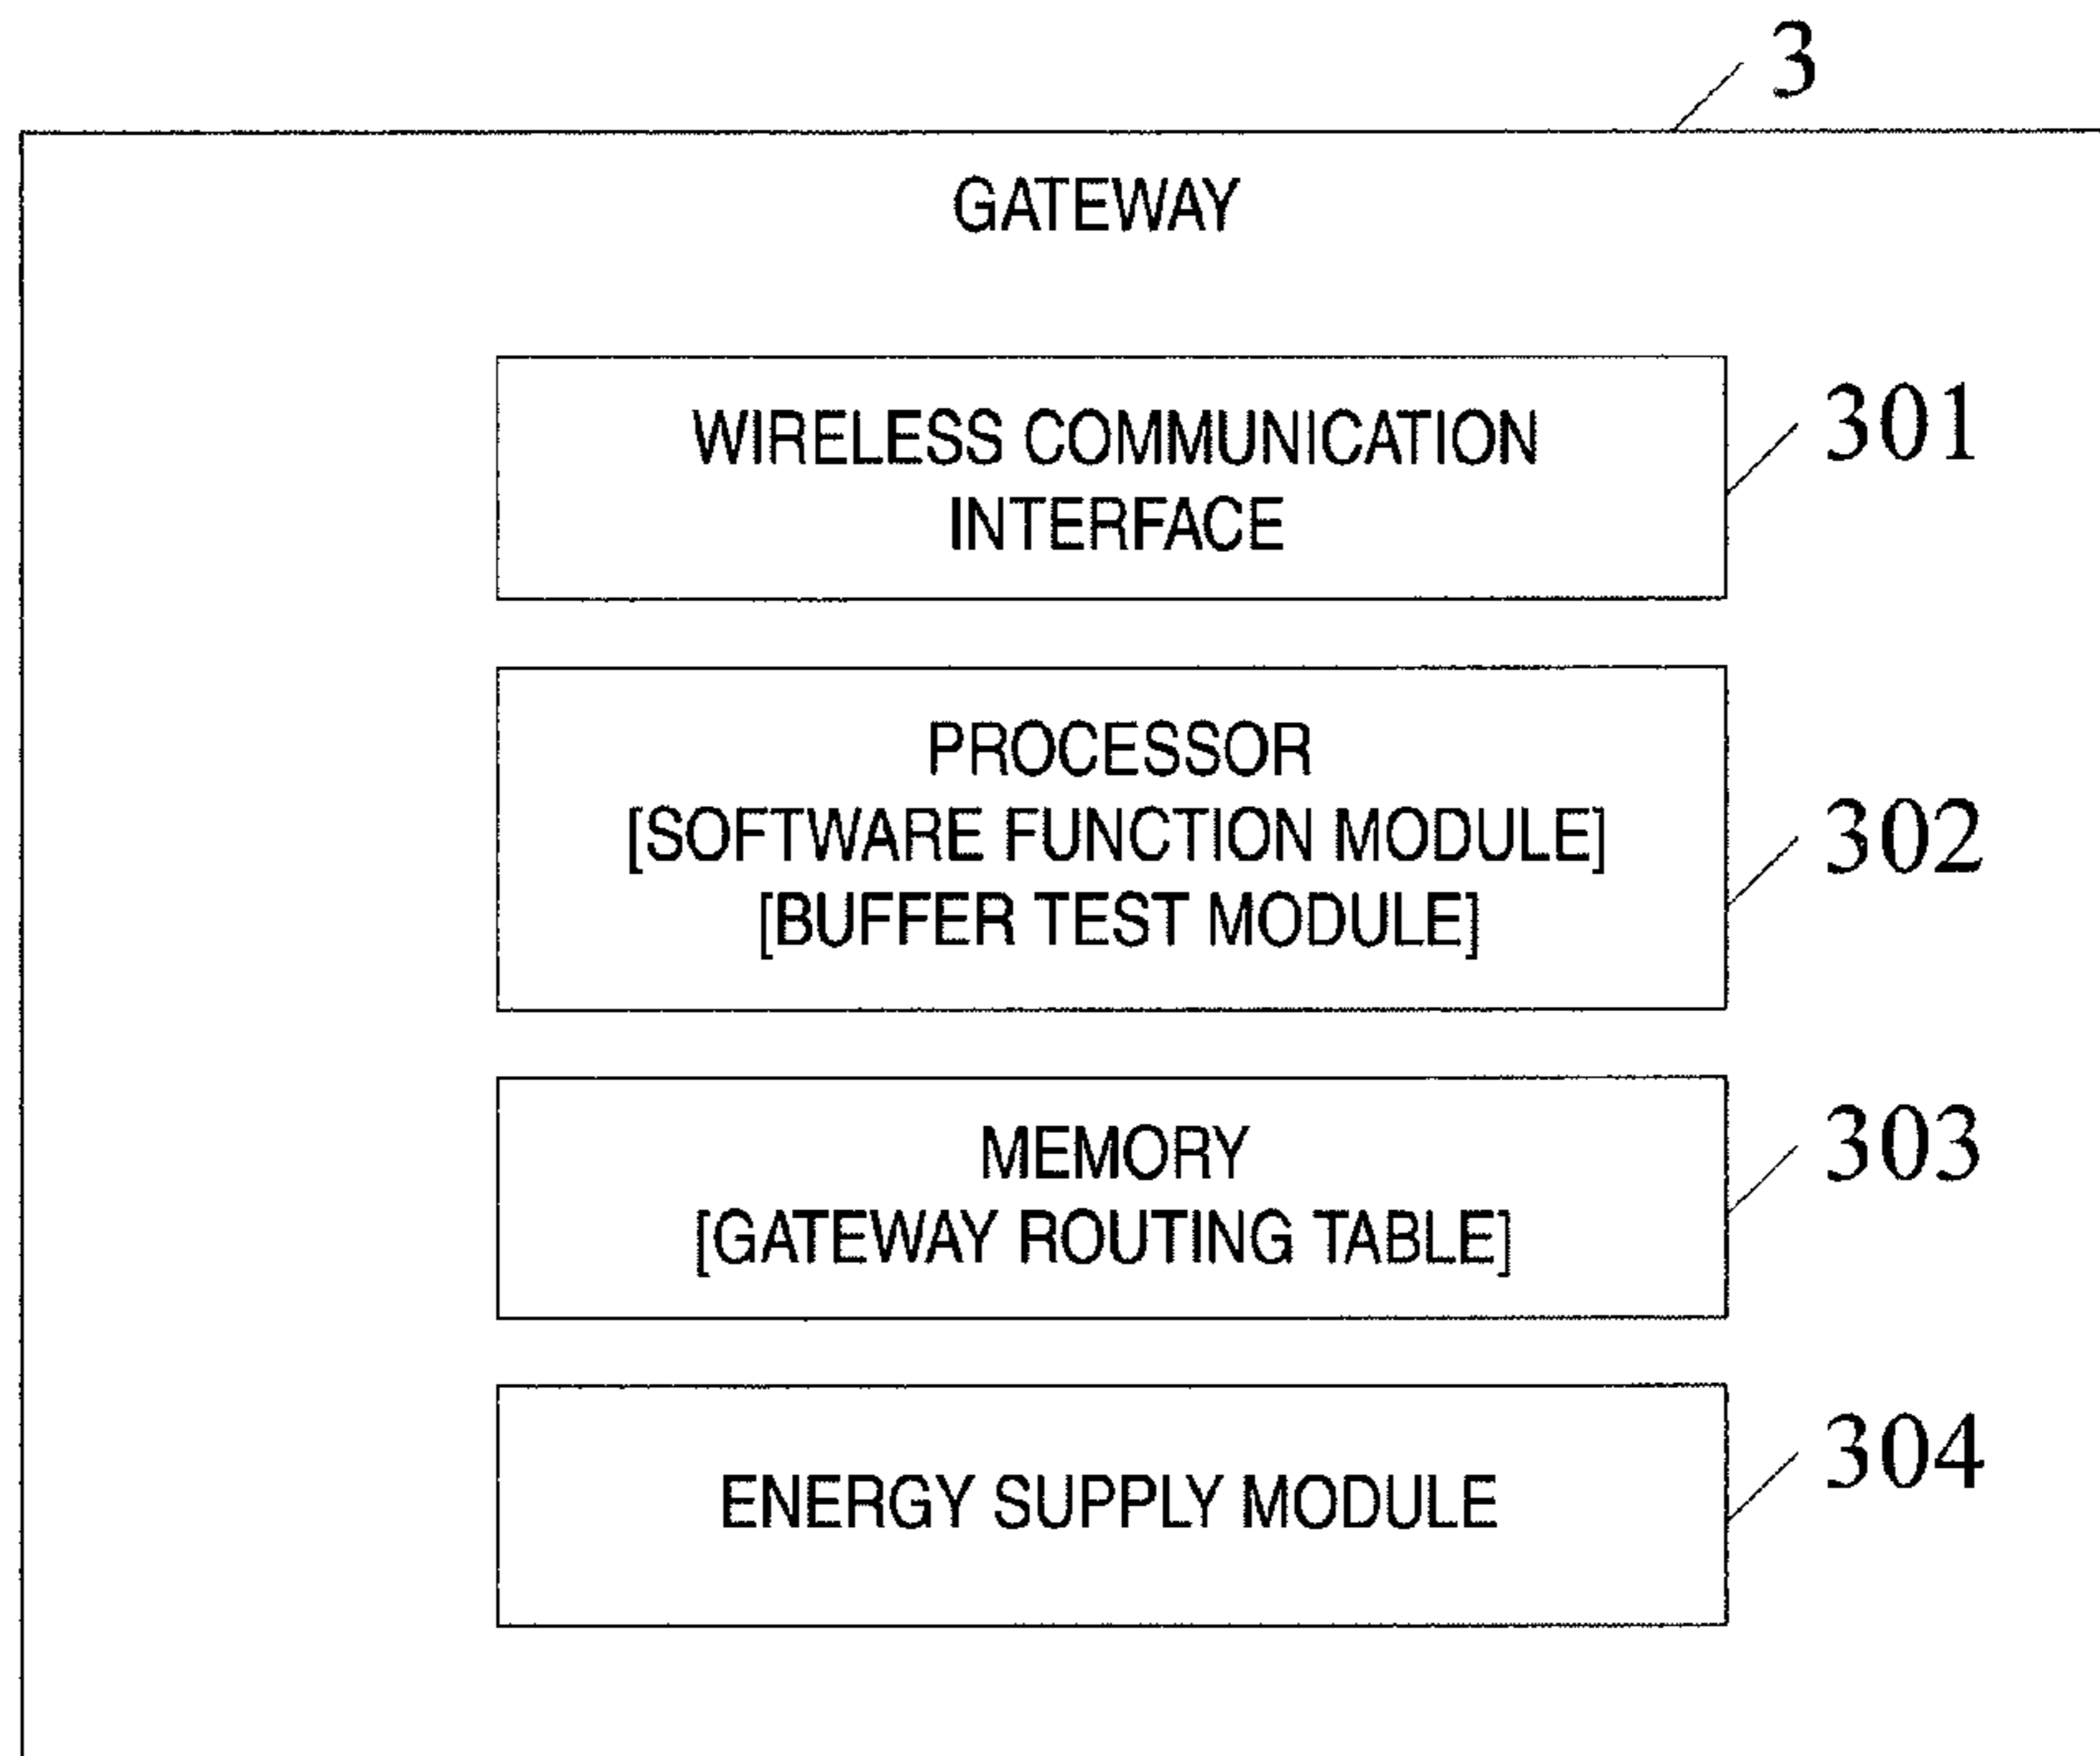 3
GATEWAY
WIRELESS COMMUNICATION
INTERFACE
301
PROCESSOR
[SOFTWARE FUNCTION MODULE]
[BUFFER TEST MODULE]
302
MEMORY
[GATEWAY ROUTING TABLE]
303
ENERGY SUPPLY MODULE
304